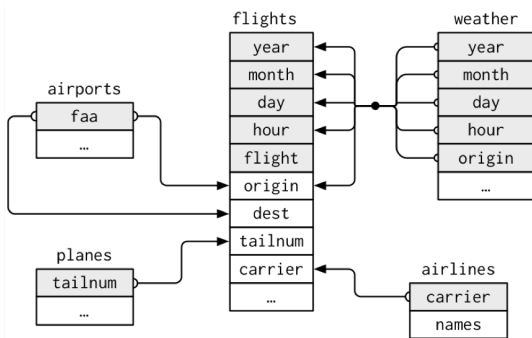 flights
year
month
day
hour
flight
origin
dest
tailnum
carrier
...
weather
year
month
day
hour
origin
...
airports
faa
...
planes
tailnum
...
airlines
carrier
names